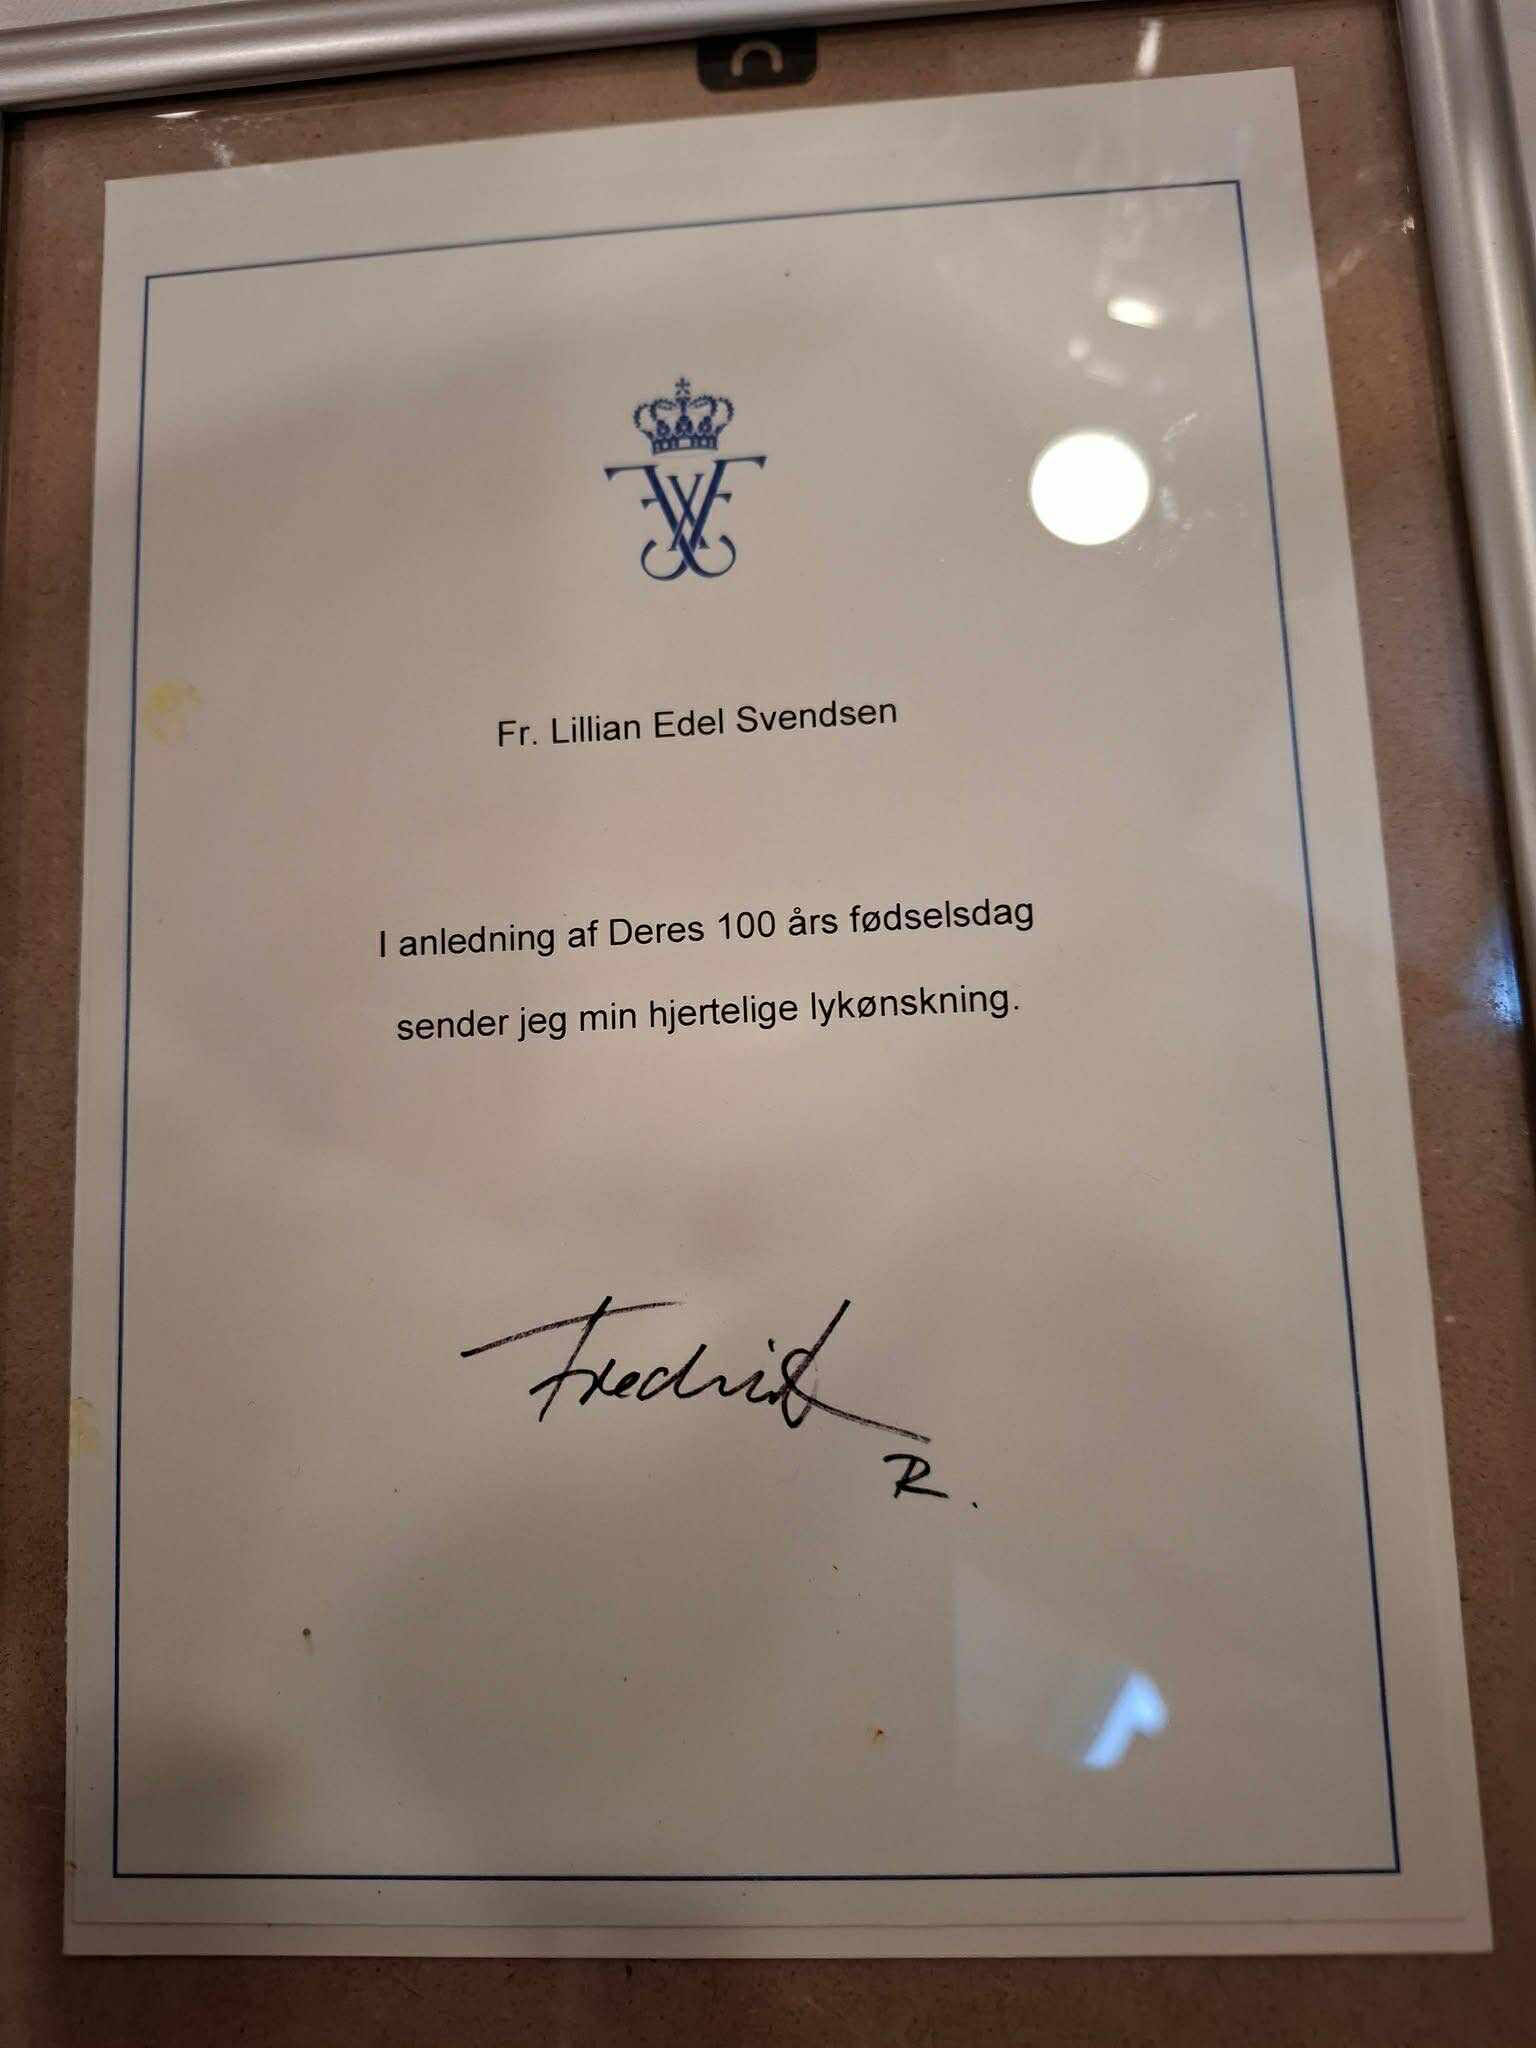 Fr. Lillian Edel Svendsen
I anledning af Deres 100 års fødselsdag
sender jeg min hjertelige lykønskning.
Frederik
R.